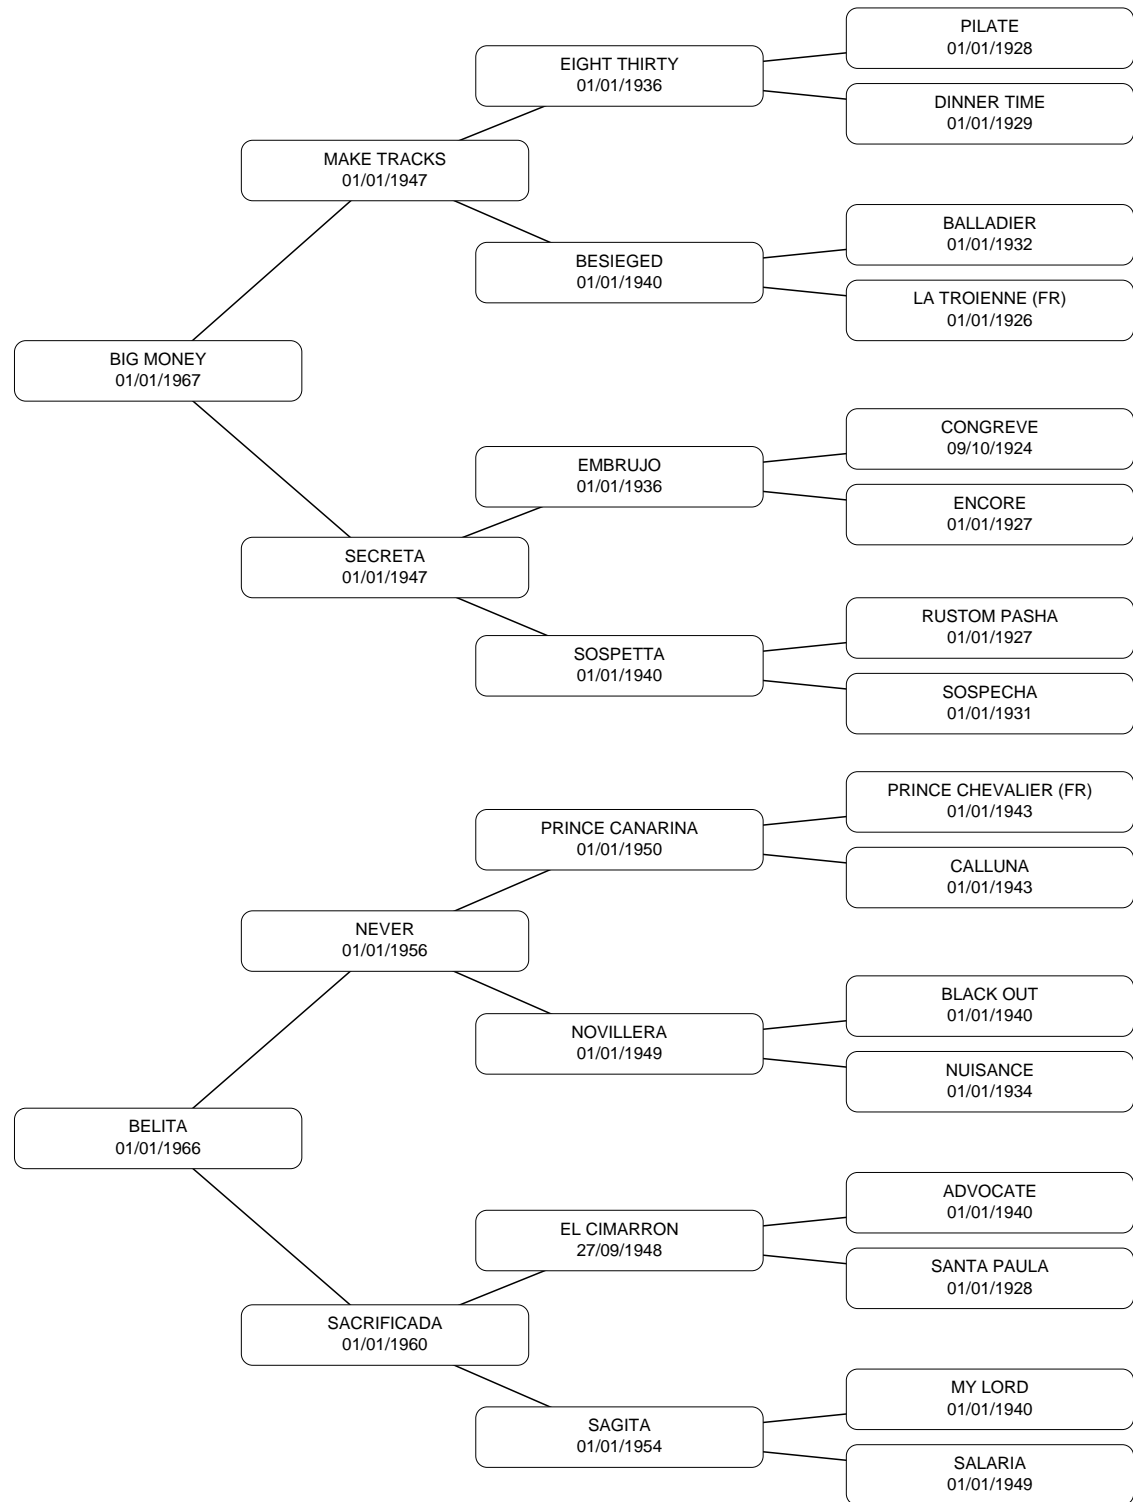 PILATE
01/01/1928
EIGHT THIRTY
01/01/1936
DINNER TIME
01/01/1929
MAKE TRACKS
01/01/1947
BALLADIER
01/01/1932
BESIEGED
01/01/1940
LA TROIENNE (FR)
01/01/1926
BIG MONEY
01/01/1967
CONGREVE
09/10/1924
EMBRUJO
01/01/1936
ENCORE
01/01/1927
SECRETA
01/01/1947
RUSTOM PASHA
01/01/1927
SOSPETTA
01/01/1940
SOSPECHA
01/01/1931
PRINCE CHEVALIER (FR)
01/01/1943
PRINCE CANARINA
01/01/1950
CALLUNA
01/01/1943
NEVER
01/01/1956
BLACK OUT
01/01/1940
NOVILLERA
01/01/1949
NUISANCE
01/01/1934
BELITA
01/01/1966
ADVOCATE
01/01/1940
EL CIMARRON
27/09/1948
SANTA PAULA
01/01/1928
SACRIFICADA
01/01/1960
MY LORD
01/01/1940
SAGITA
01/01/1954
SALARIA
01/01/1949